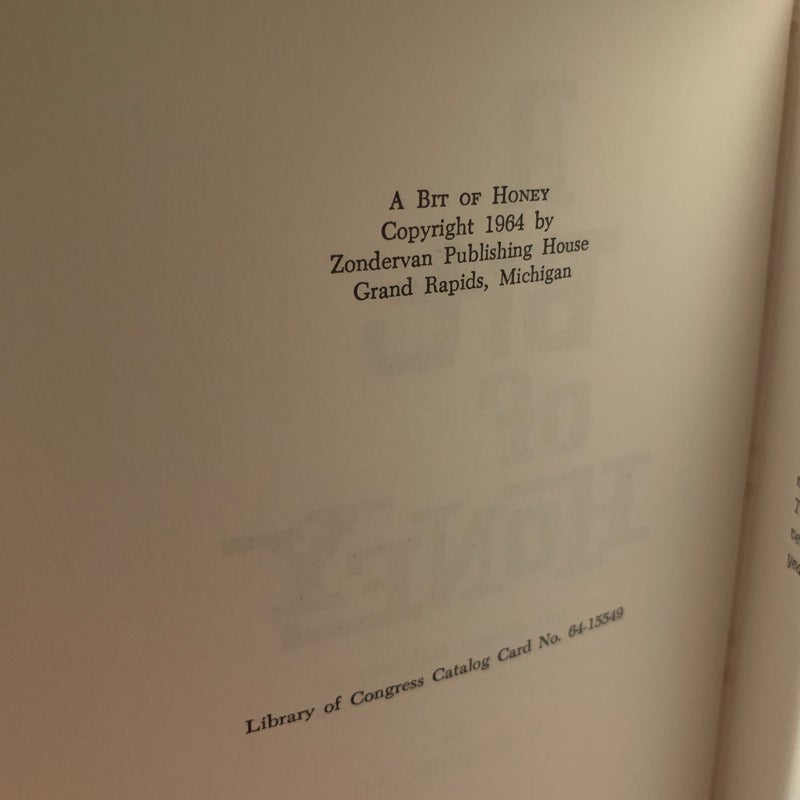 A BIT OF HONEY
Copyright 1964 by
Zondervan Publishing House
Grand Rapids, Michigan
Library of Congress Catalog Card No. 64-15549